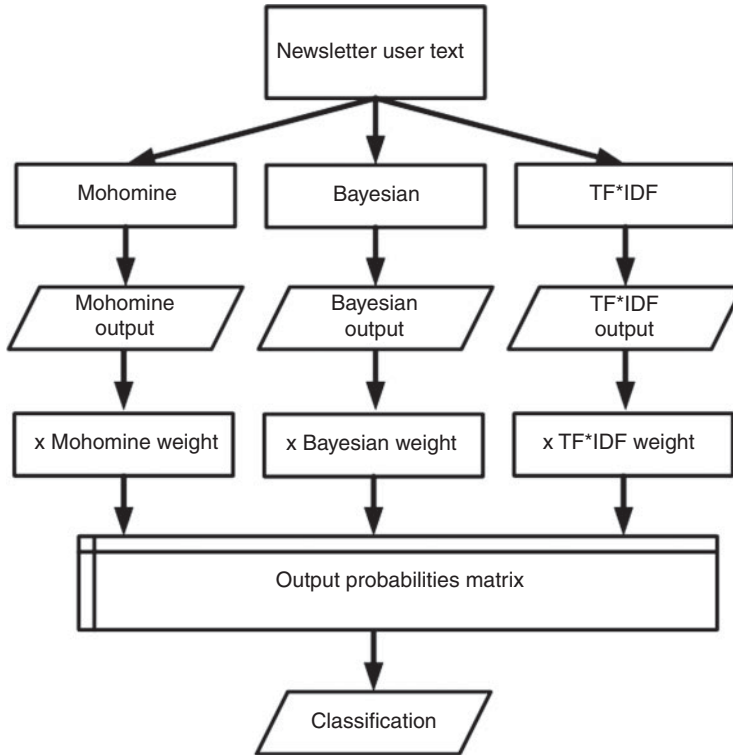 Newsletter user text
Mohomine
Bayesian
TF*IDF
Mohomine
output
Bayesian
output
TF*IDF
output
x Mohomine weight
x Bayesian weight
x TF*IDF weight
Output probabilities matrix
Classification